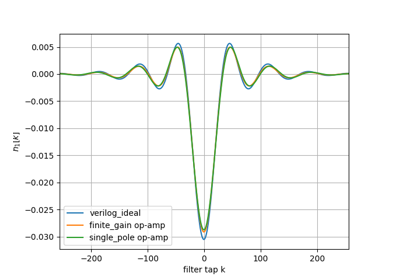 0.005
0.000
−0.005
−0.010
−0.015
−0.020
−0.025
−0.030
η₁[k]
verilog_ideal
finite_gain op-amp
single_pole op-amp
−200 −100 0 100 200
filter tap k